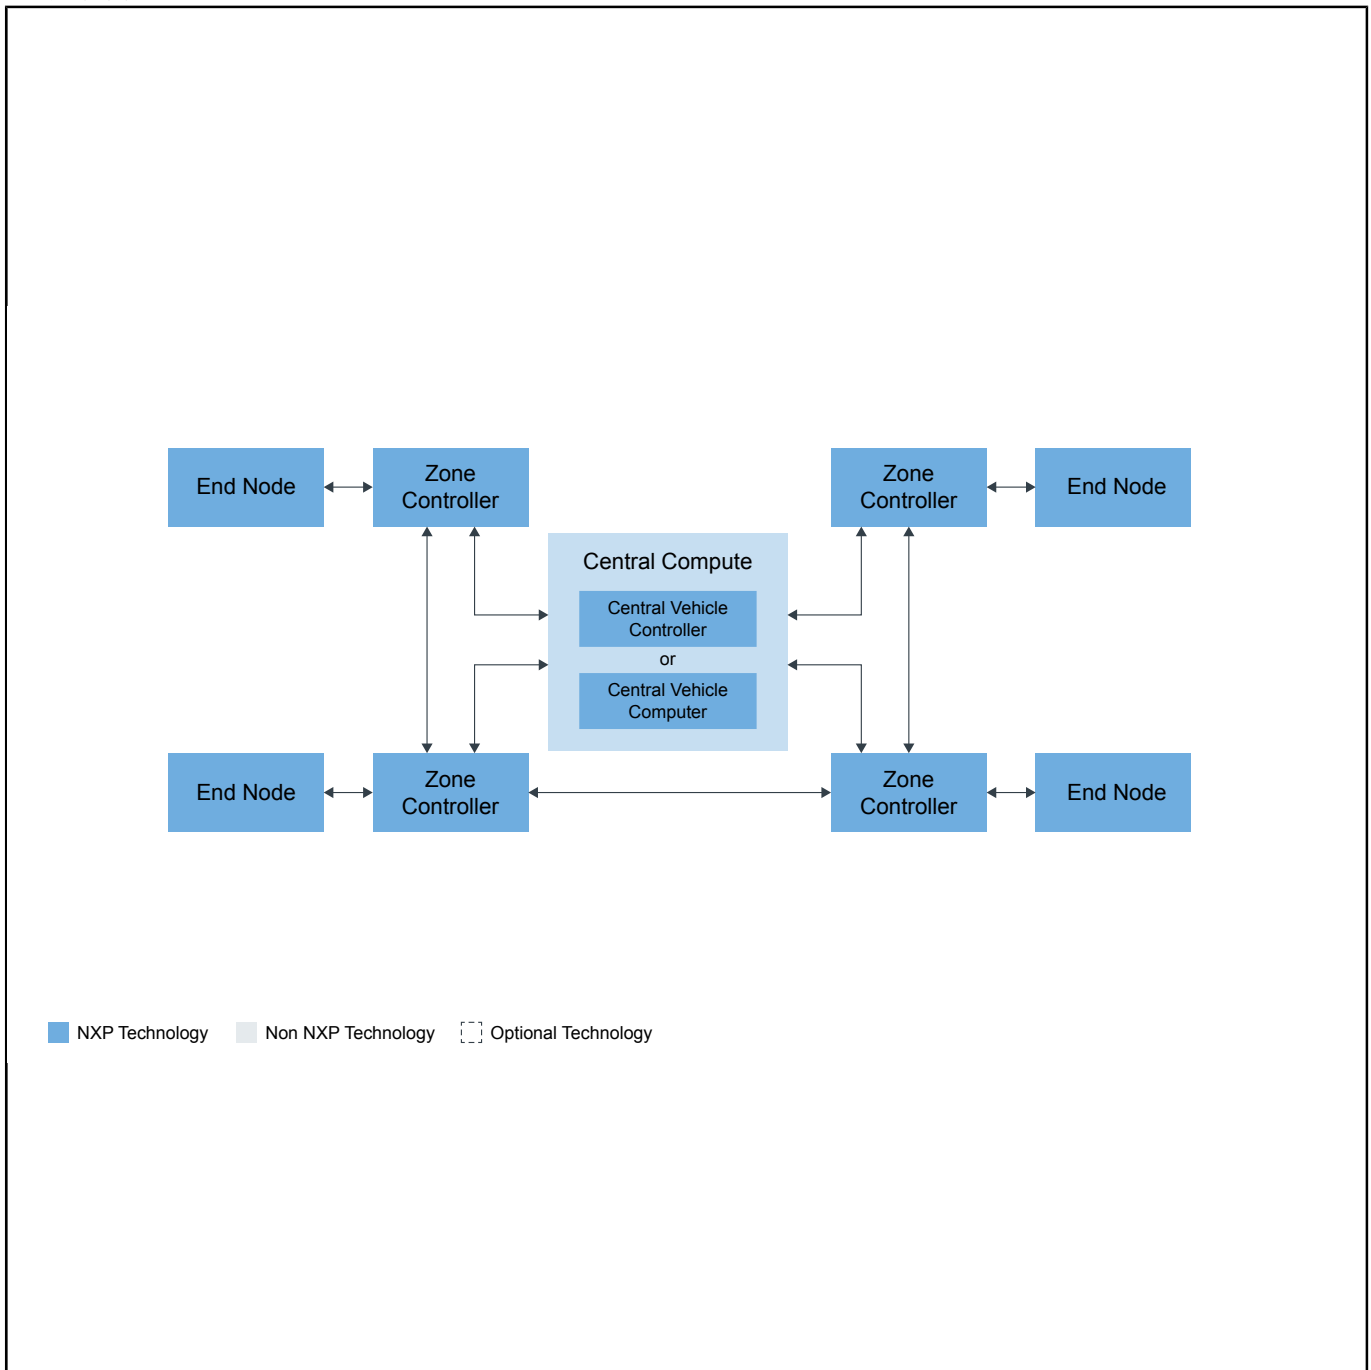 End Node
Zone
Controller
Zone
Controller
End Node
Central Compute
Central Vehicle
Controller
or
Central Vehicle
Computer
End Node
Zone
Controller
Zone
Controller
End Node
NXP Technology
Non NXP Technology
Optional Technology